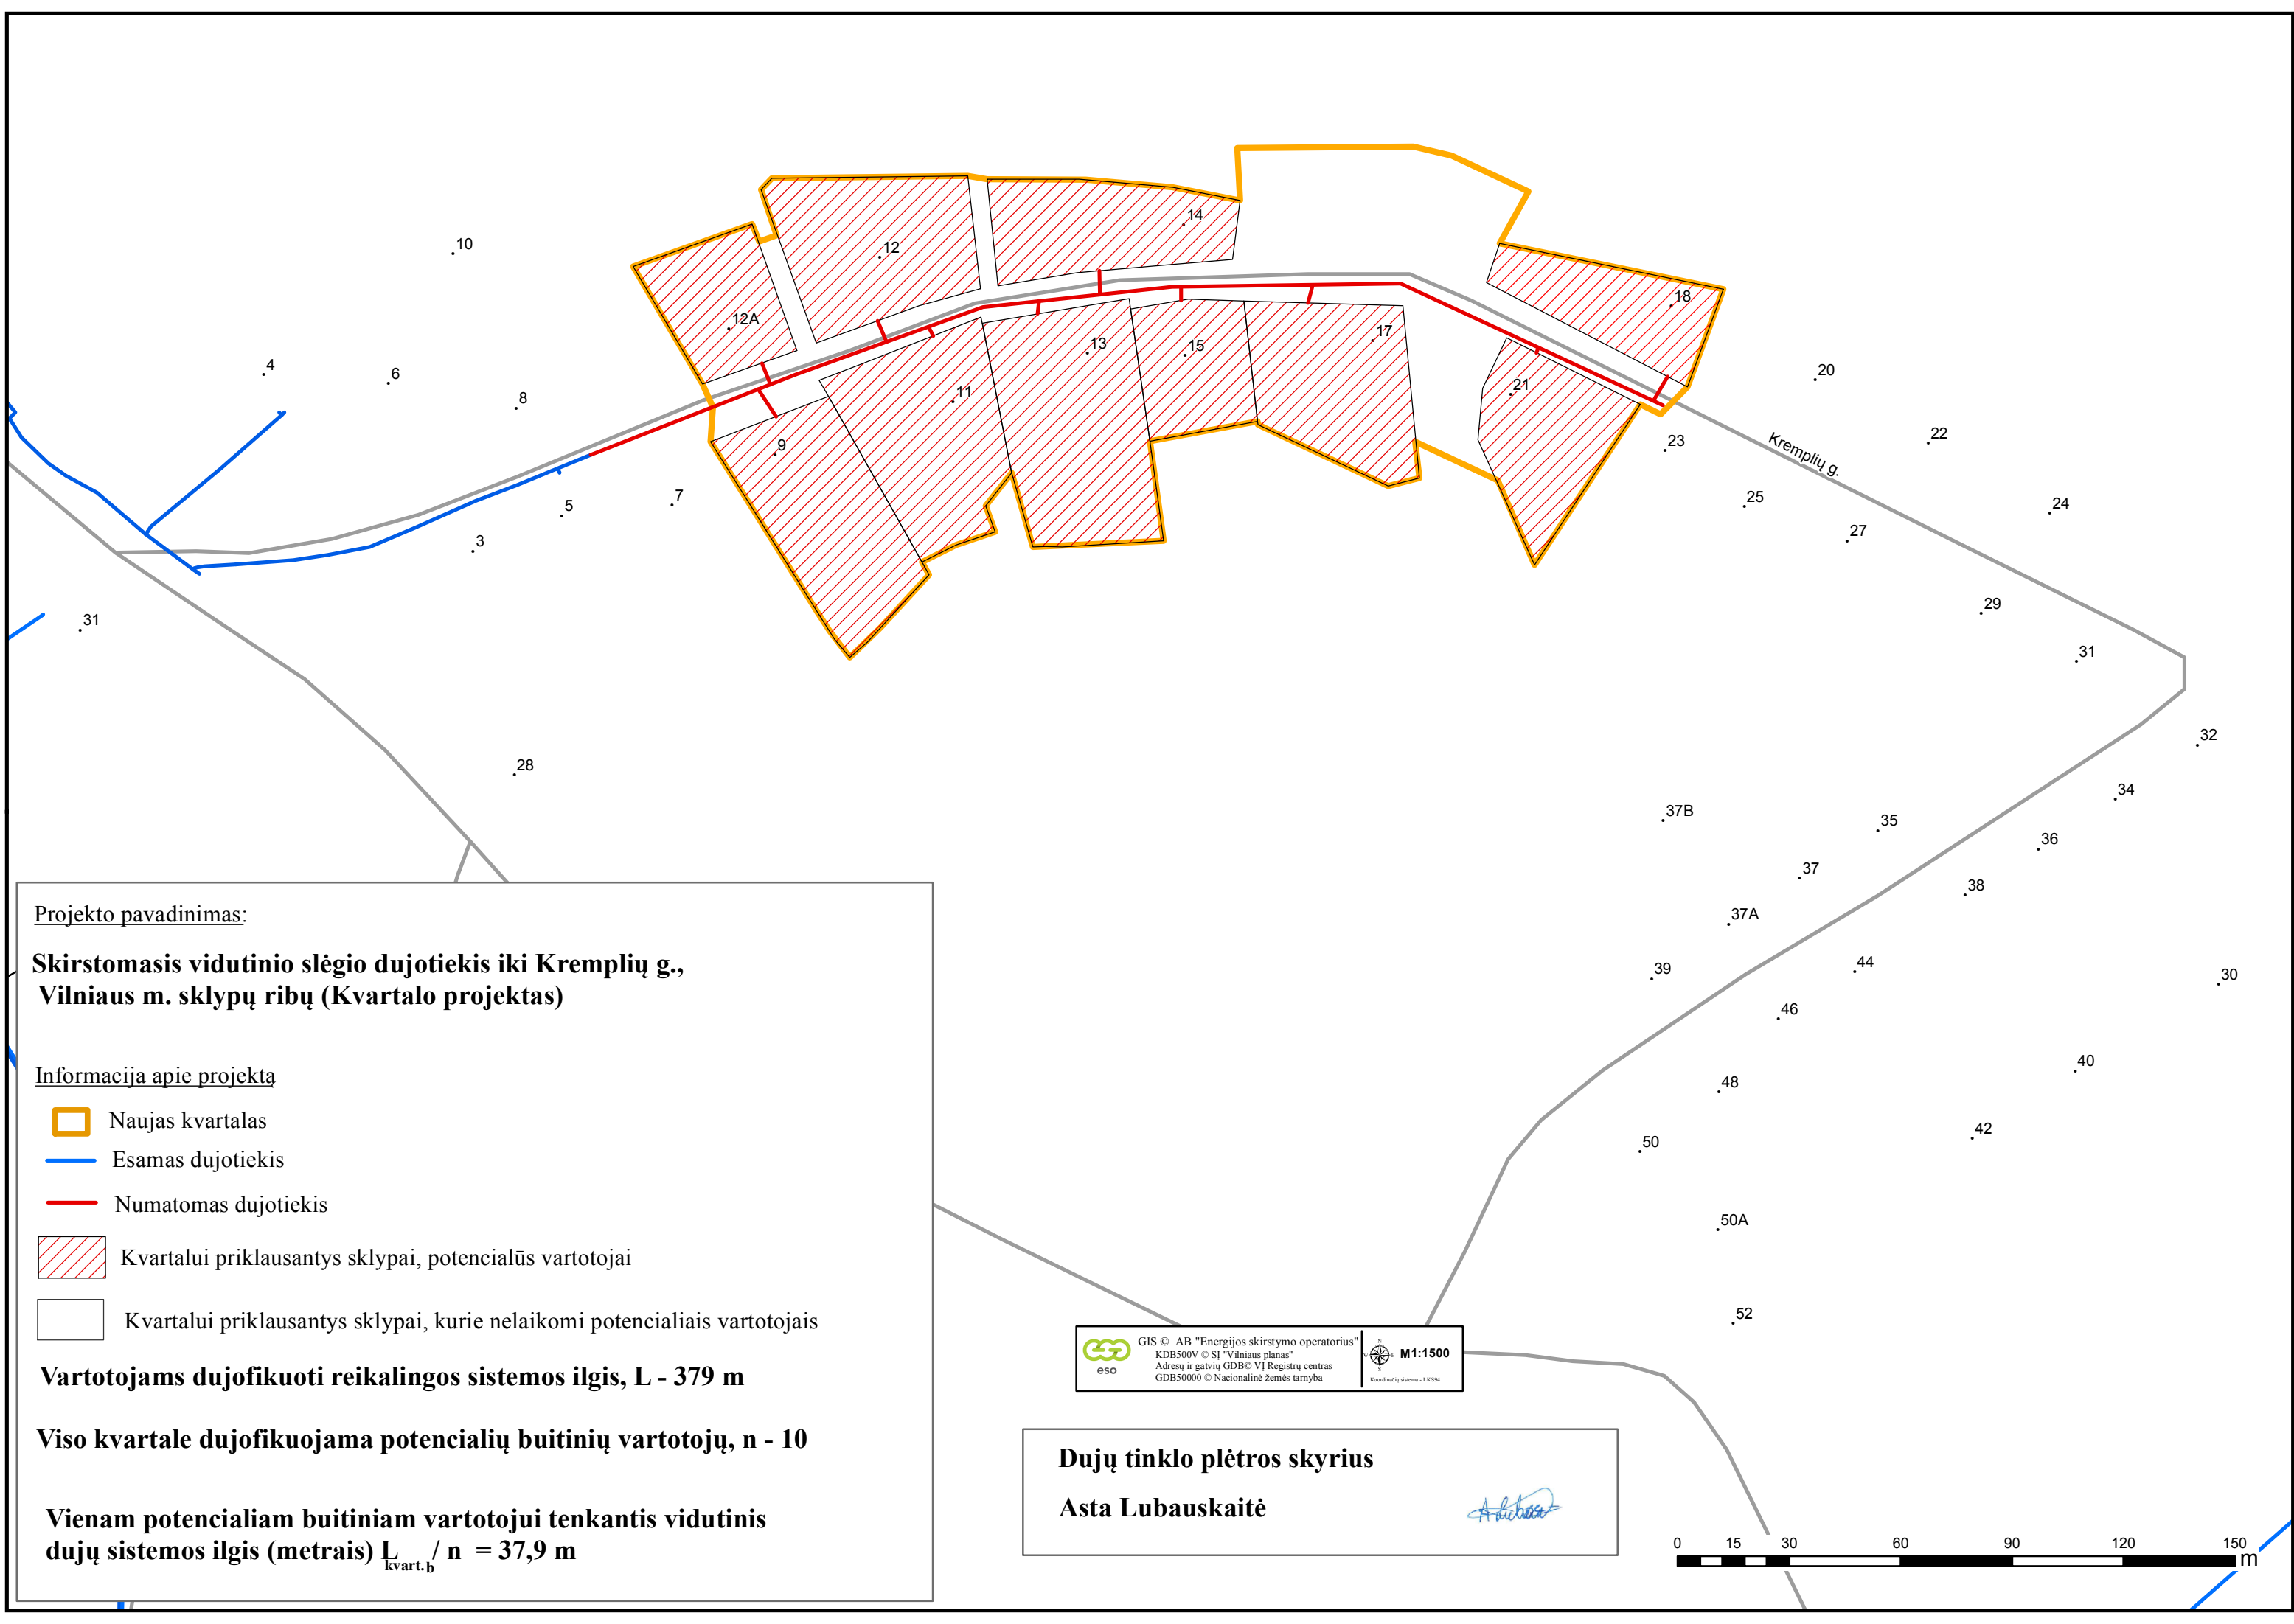 10
14
12
18
12A
17
13
15
4
6
20
8
21
11
22
23
9
Kremplių g.
7
25
24
5
27
3
29
31
31
32
28
34
37B
35
36
37
38
37A
44
39
30
46
40
48
42
50
50A
52
Projekto pavadinimas:
Skirstomasis vidutinio slėgio dujotiekis iki Kremplių g.,
Vilniaus m. sklypų ribų (Kvartalo projektas)
Informacija apie projektą
Naujas kvartalas
Esamas dujotiekis
Numatomas dujotiekis
Kvartalui priklausantys sklypai, potencialūs vartotojai
Kvartalui priklausantys sklypai, kurie nelaikomi potencialiais vartotojais
Vartotojams dujofikuoti reikalingos sistemos ilgis, L - 379 m
Viso kvartale dujofikuojama potencialių buitinių vartotojų, n - 10
Vienam potencialiam buitiniam vartotojui tenkantis vidutinis
dujų sistemos ilgis (metrais) L kvart.b / n = 37,9 m
eso
GIS © AB "Energijos skirstymo operatorius"
KDB500V © SĮ "Vilniaus planas"
Adresų ir gatvių GDB© VĮ Registrų centras
GDB50000 © Nacionalinė žemės tarnyba
N
W E
M1:1500
Koordinačių sistema - LKS94
Dujų tinklo plėtros skyrius
Asta Lubauskaitė
0 15 30 60 90 120 150
m